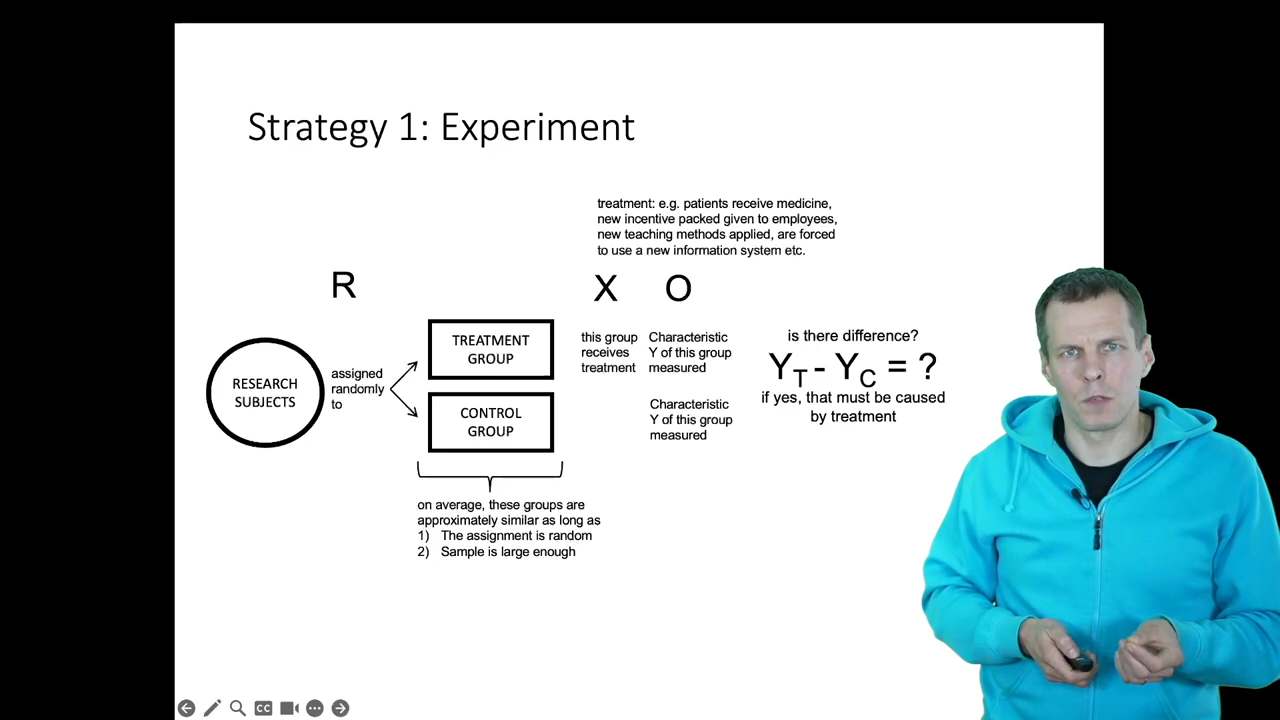 Strategy 1: Experiment
treatment: e.g. patients receive medicine,
new incentive packed given to employees,
new teaching methods applied, are forced
to use a new information system etc.
R
X
O
RESEARCH
SUBJECTS
assigned
randomly
to
TREATMENT
GROUP
CONTROL
GROUP
this group
receives
treatment
Characteristic
Y of this group
measured
Characteristic
Y of this group
measured
is there difference?
YT - YC = ?
if yes, that must be caused
by treatment
on average, these groups are
approximately similar as long as
1) The assignment is random
2) Sample is large enough
CC